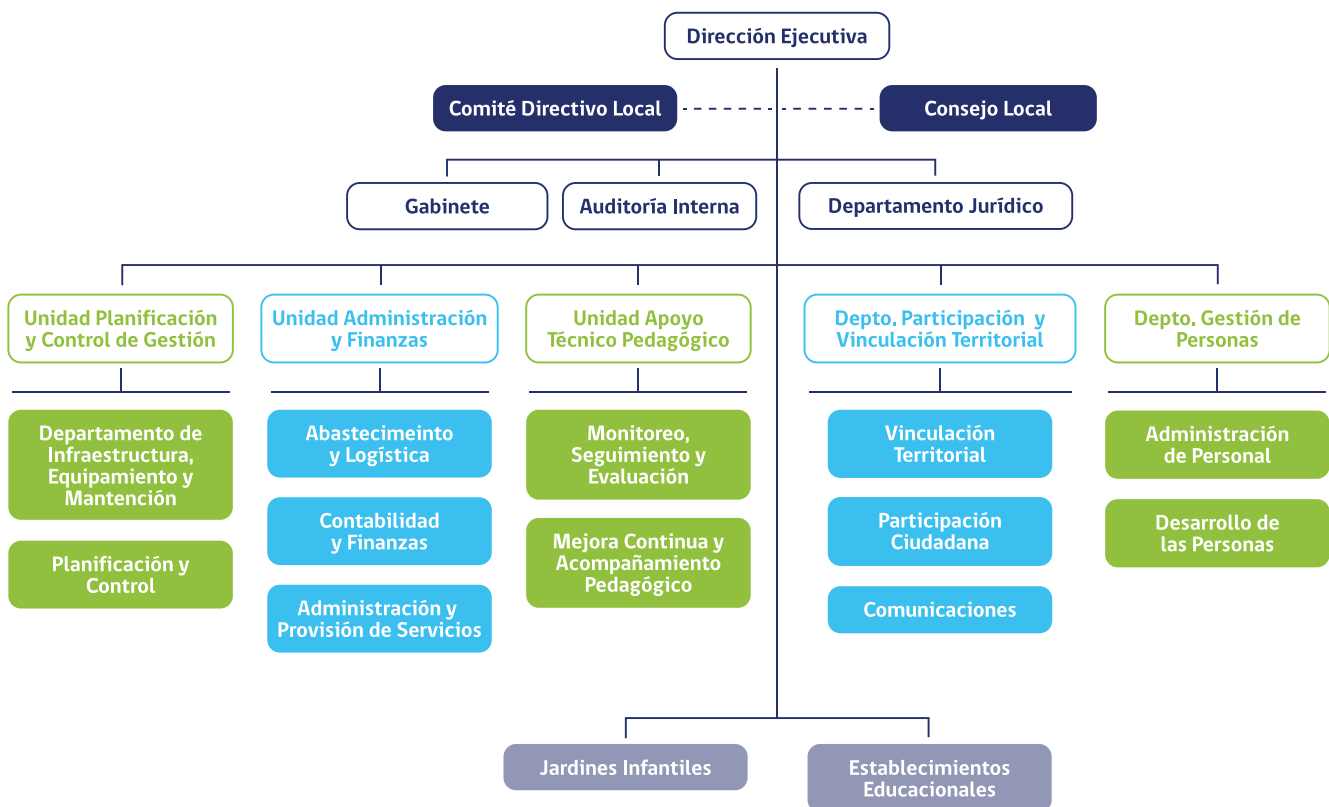 Dirección Ejecutiva
Comité Directivo Local
Consejo Local
Gabinete
Auditoría Interna
Departamento Jurídico
Unidad Planificación
y Control de Gestión
Unidad Administración
y Finanzas
Unidad Apoyo
Técnico Pedagógico
Depto. Participación y
Vinculación Territorial
Depto. Gestión de
Personas
Departamento de
Infraestructura,
Equipamiento y
Mantención
Planificación y
Control
Abastecimeinto
y Logística
Contabilidad
y Finanzas
Administración y
Provisión de Servicios
Monitoreo,
Seguimiento y
Evaluación
Mejora Continua y
Acompañamiento
Pedagógico
Vinculación
Territorial
Participación
Ciudadana
Comunicaciones
Administración
de Personal
Desarrollo de
las Personas
Jardines Infantiles
Establecimientos
Educacionales